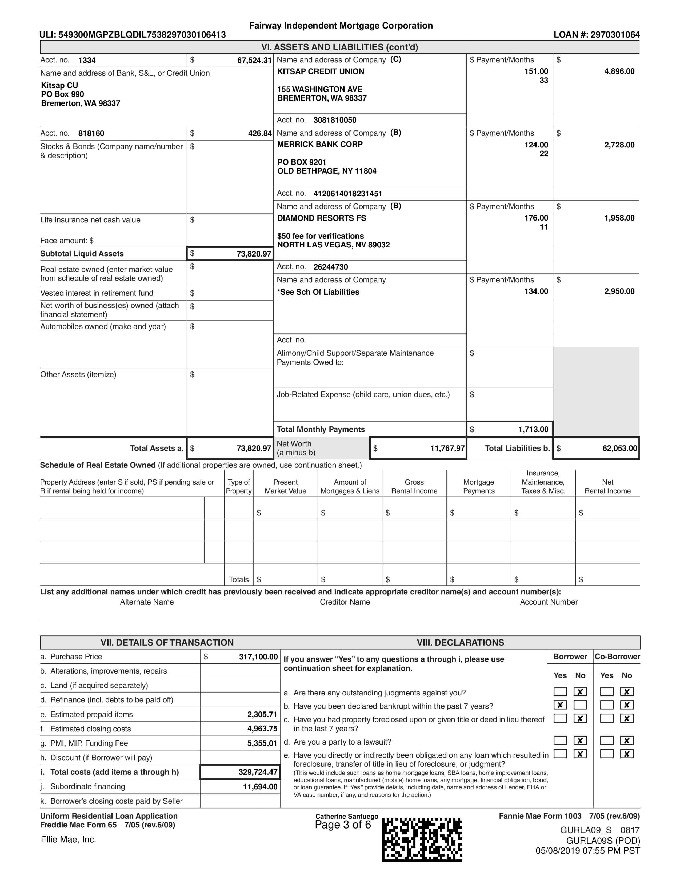 Fairway Independent Mortgage Corporation
ULI: 549300MGPZBLQDIL7538297030106413 LOAN #: 2970301064
VI. ASSETS AND LIABILITIES (cont'd)
Acct. no. 1334 $ 67,524.31 Name and address of Company (C) $ Payment/Months $
Name and address of Bank, S&L, or Credit Union KITSAP CREDIT UNION 151.00 4,896.00
33
Kitsap CU
PO Box 990 155 WASHINGTON AVE
Bremerton, WA 98337 BREMERTON, WA 98337
Acct. no. 3081810050
Acct. no. 818160 $ 426.84 Name and address of Company (B) $ Payment/Months $
Stocks & Bonds (Company name/number $ MERRICK BANK CORP 124.00 2,728.00
& description) 22
PO BOX 9201
OLD BETHPAGE, NY 11804
Acct. no. 4120614018231451
Name and address of Company (B) $ Payment/Months $
Life insurance net cash value $ DIAMOND RESORTS FS 176.00 1,958.00
11
Face amount: $ $50 fee for verifications
NORTH LAS VEGAS, NV 89032
Subtotal Liquid Assets $ 73,820.97
Real estate owned (enter market value $ Acct. no. 26244730
from schedule of real estate owned) Name and address of Company $ Payment/Months $
Vested interest in retirement fund $ *See Sch Of Liabilities 134.00 2,950.00
Net worth of business(es) owned (attach $
financial statement)
Automobiles owned (make and year) $
Acct. no.
Alimony/Child Support/Separate Maintenance $
Payments Owed to:
Other Assets (itemize) $
Job-Related Expense (child care, union dues, etc.) $
Total Monthly Payments $ 1,713.00
Total Assets a. $ 73,820.97 Net Worth $ 11,767.97 Total Liabilities b. $ 62,053.00
(a minus b)
Schedule of Real Estate Owned (If additional properties are owned, use continuation sheet.)
Property Address (enter S if sold, PS if pending sale or Type of Present Amount of Gross Mortgage Insurance, Net
R if rental being held for income) Property Market Value Mortgages & Liens Rental Income Payments Maintenance, Taxes & Misc. Rental Income
$ $ $ $ $ $
Totals $ $ $ $ $ $
List any additional names under which credit has previously been received and indicate appropriate creditor name(s) and account number(s):
Alternate Name Creditor Name Account Number
VII. DETAILS OF TRANSACTION VIII. DECLARATIONS
a. Purchase Price $ 317,100.00
b. Alterations, improvements, repairs
c. Land (if acquired separately)
d. Refinance (incl. debts to be paid off)
e. Estimated prepaid items 2,305.71
f. Estimated closing costs 4,963.75
g. PMI, MIP, Funding Fee 5,355.01
h. Discount (if Borrower will pay)
i. Total costs (add items a through h) 329,724.47
j. Subordinate financing 11,694.00
k. Borrower's closing costs paid by Seller
If you answer "Yes" to any questions a through i, please use Borrower Co-Borrower
continuation sheet for explanation. Yes No Yes No
a. Are there any outstanding judgments against you? X X
b. Have you been declared bankrupt within the past 7 years? X X
c. Have you had property foreclosed upon or given title or deed in lieu thereof X X
in the last 7 years?
d. Are you a party to a lawsuit? X X
e. Have you directly or indirectly been obligated on any loan which resulted in X X
foreclosure, transfer of title in lieu of foreclosure, or judgment?
(This would include such loans as home mortgage loans, SBA loans, home improvement loans,
educational loans, manufactured (mobile) home loans, any mortgage, financial obligation, bond,
or loan guarantee. If "Yes" provide details, including date, name and address of Lender, FHA or
VA case number, if any, and reasons for the action.)
Uniform Residential Loan Application Catherine Santuego Fannie Mae Form 1003 7/05 (rev.6/09)
Freddie Mac Form 65 7/05 (rev.6/09) Page 3 of 6
Ellie Mae, Inc. GURLA09_S 0817
GURLA09S (POD)
05/08/2019 07:55 PM PST